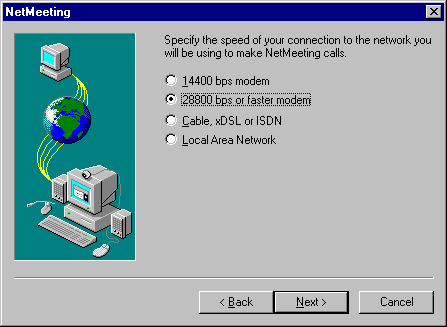 NetMeeting
Specify the speed of your connection to the network you
will be using to make NetMeeting calls.
14400 bps modem
28800 bps or faster modem
Cable, xDSL or ISDN
Local Area Network
< Back
Next >
Cancel